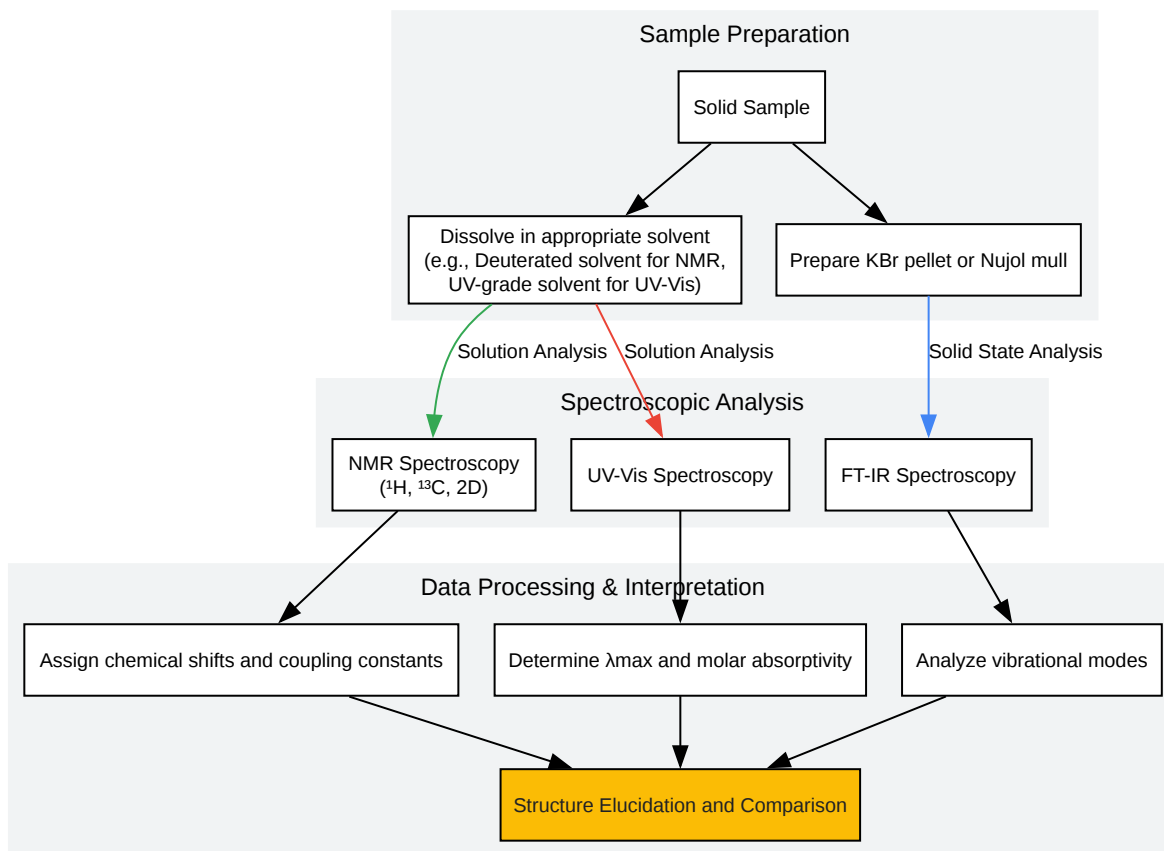 Sample Preparation
Solid Sample
Dissolve in appropriate solvent
(e.g., Deuterated solvent for NMR,
UV-grade solvent for UV-Vis)
Prepare KBr pellet or Nujol mull
Solution Analysis
Solution Analysis
Solid State Analysis
Spectroscopic Analysis
NMR Spectroscopy
(¹H, ¹³C, 2D)
UV-Vis Spectroscopy
FT-IR Spectroscopy
Data Processing & Interpretation
Assign chemical shifts and coupling constants
Determine λmax and molar absorptivity
Analyze vibrational modes
Structure Elucidation and Comparison